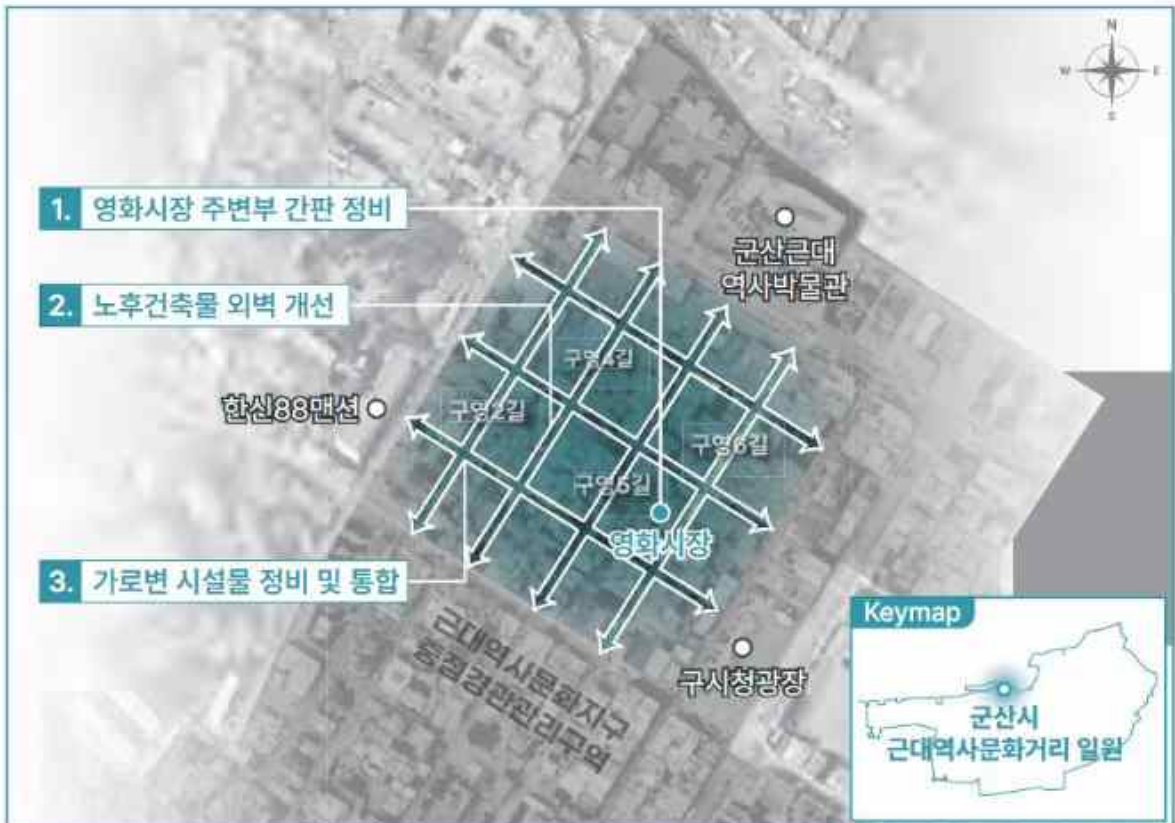 N
W E
S
1. 영화시장 주변부 간판 정비
군산근대
역사박물관
2. 노후건축물 외벽 개선
구영4길
한신88맨션
구영2길
구영6길
구영5길
영화시장
3. 가로변 시설물 정비 및 통합
근대역사문화지구
중점경관관리구역
구시청광장
Keymap
군산시
근대역사문화거리 일원